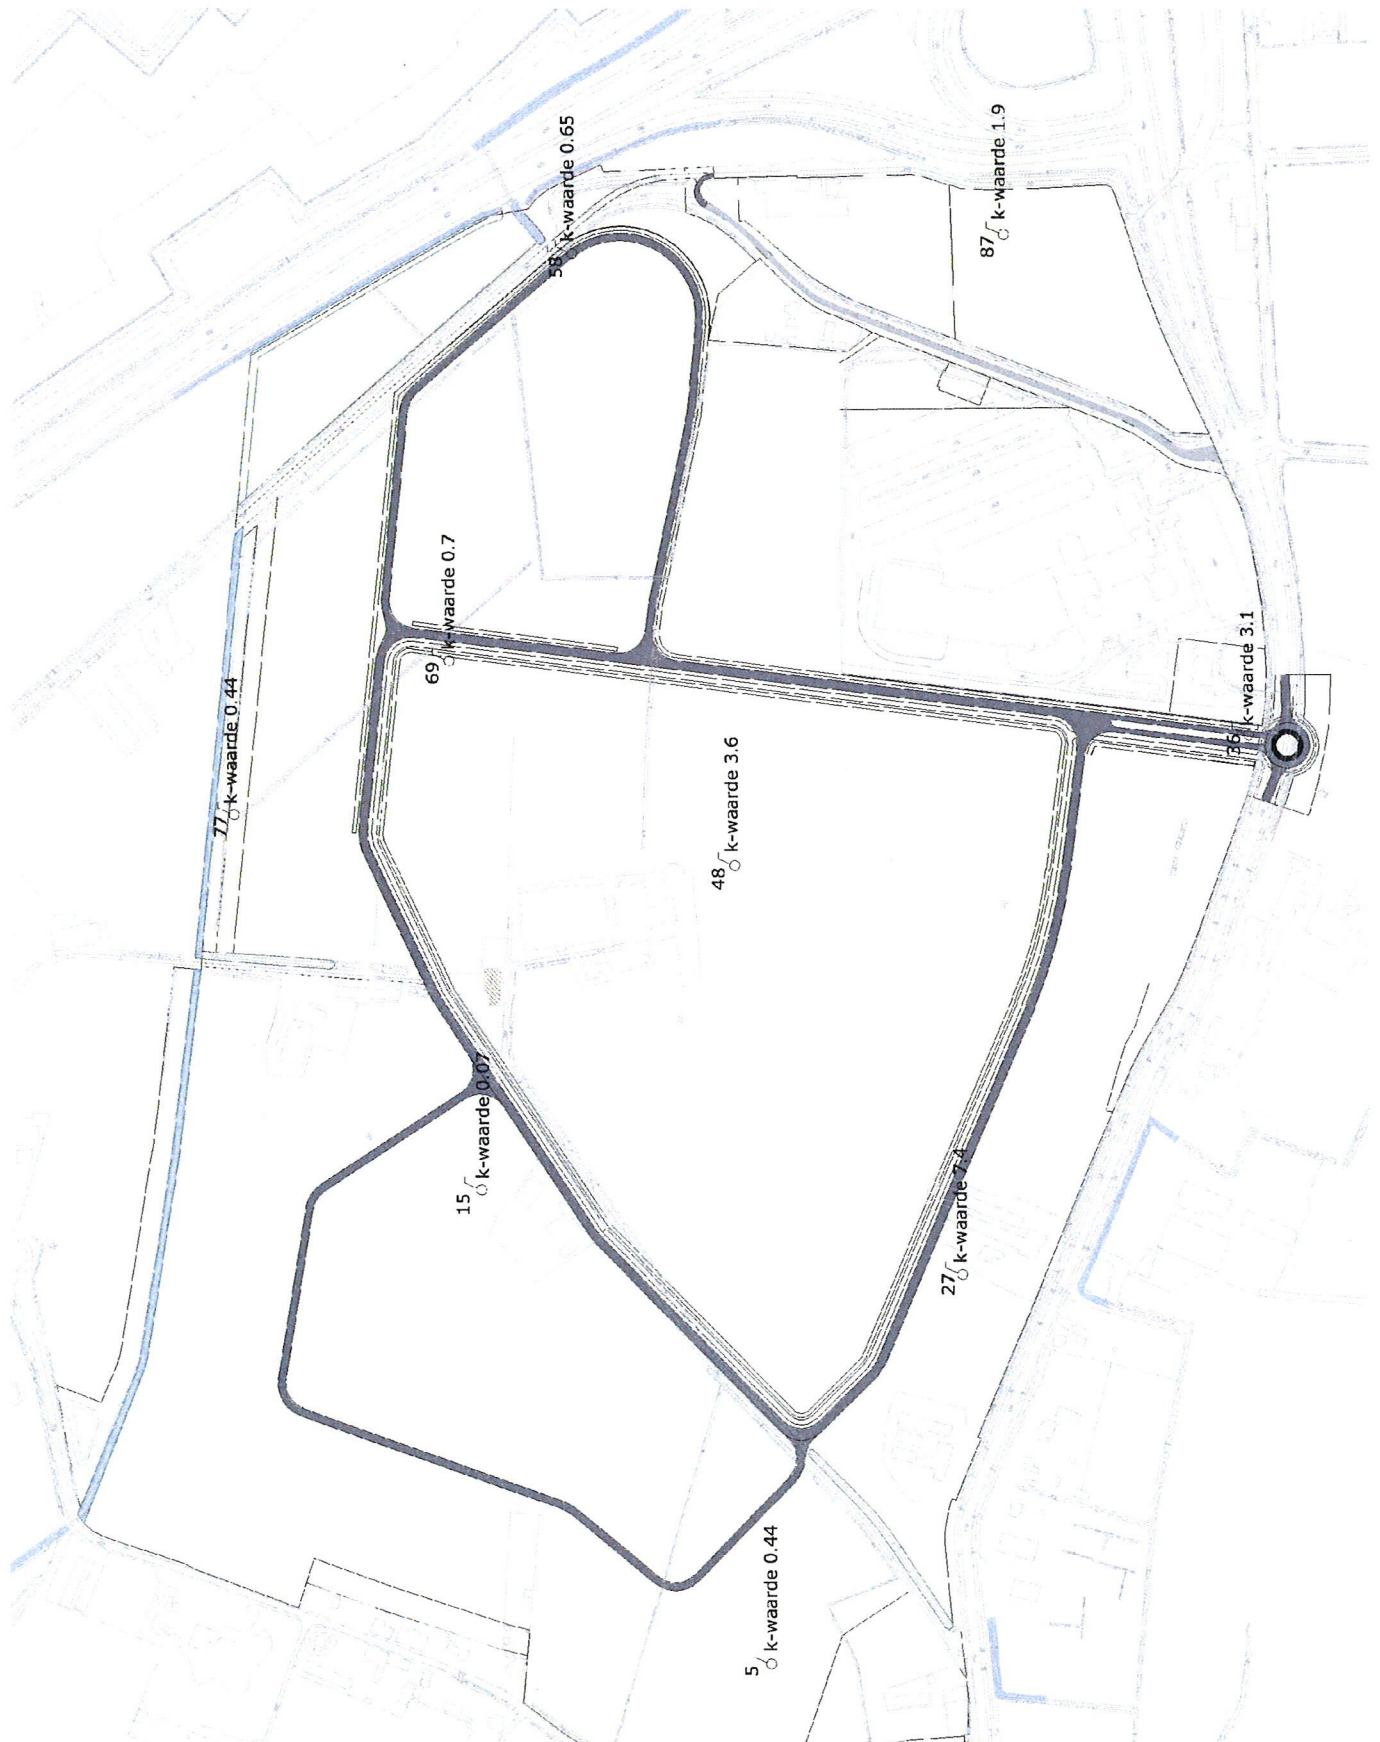 58 k-waarde 0.65
87 k-waarde 1.9
69 k-waarde 0.7
77 k-waarde 0.44
36 k-waarde 3.1
48 k-waarde 3.6
15 k-waarde 0.07
27 k-waarde 7.4
5 k-waarde 0.44